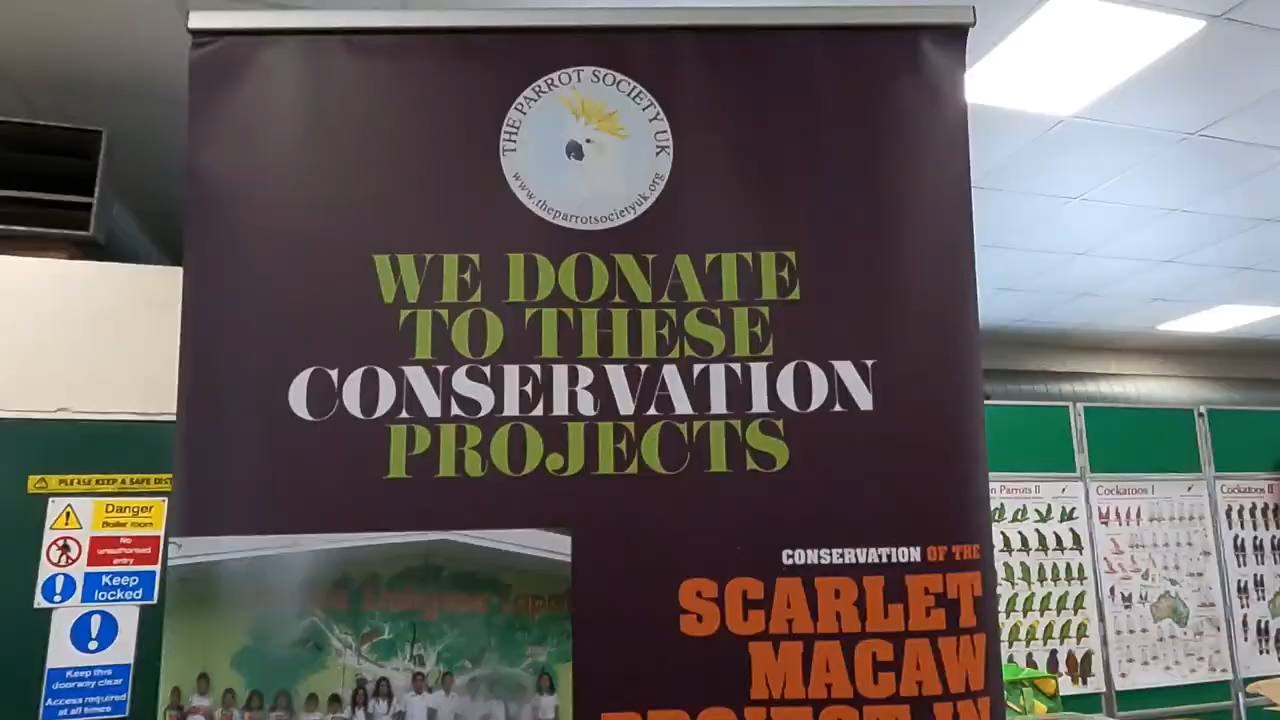 THE PARROT SOCIETY UK
www.theparrotsocietyuk.org
WE DONATE
TO THESE
CONSERVATION
PROJECTS
CONSERVATION OF THE
SCARLET
MACAW
PROJECT IN
PLEASE KEEP A SAFE DIST
Danger
Boiler room
No
unauthorised
entry
Keep
locked
Keep this
doorway clear
Access required
at all times
n Parrots II
Cockatoos I
Cockatoos II